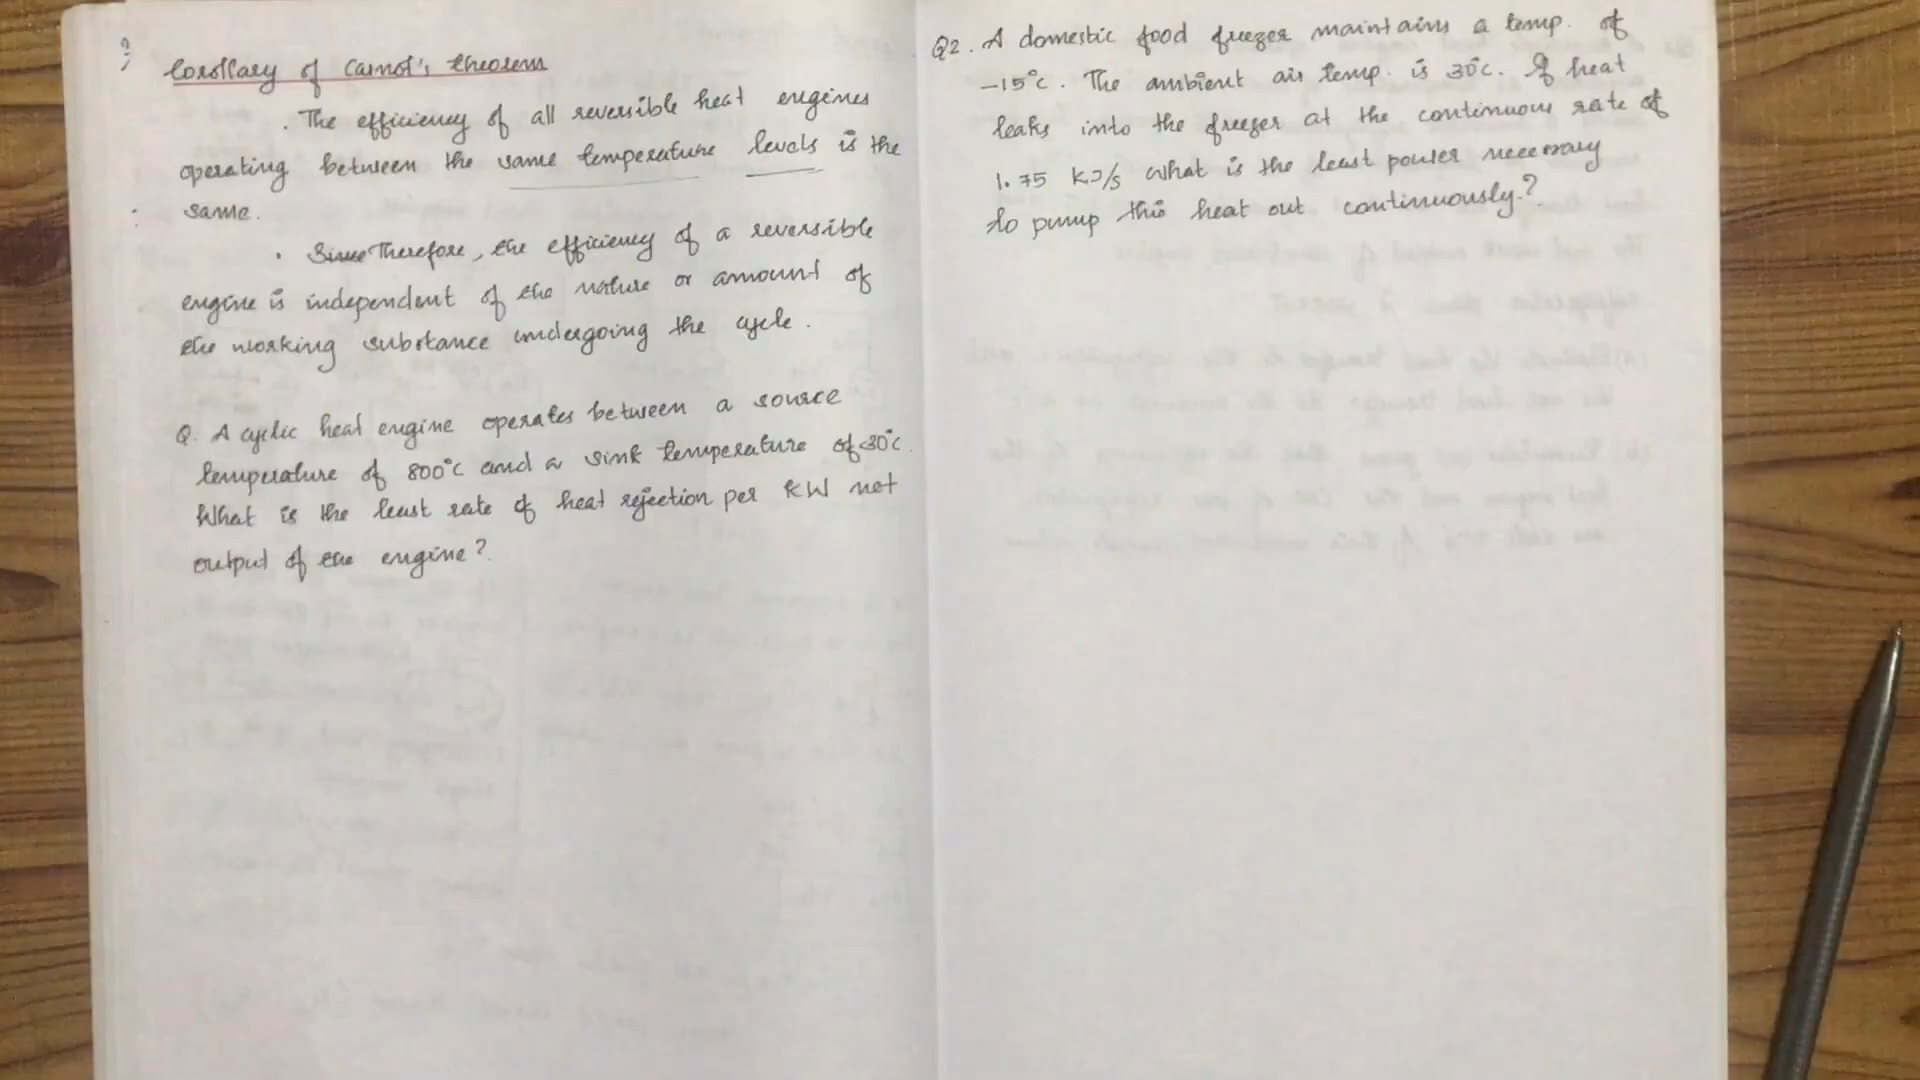 Corollary of Carnot's theorem
. The efficiency of all reversible heat engines
operating between the same temperature levels is the
same.
. Therefore, the efficiency of a reversible
engine is independent of the nature or amount of
the working substance undergoing the cycle.
Q. A cyclic heat engine operates between a source
temperature of 800°C and a sink temperature of 30°C.
What is the least rate of heat rejection per KW net
output of the engine?
Q2. A domestic food freezer maintains a temp. of
-15°C. The ambient air temp. is 30°C. If heat
leaks into the freezer at the continuous rate of
1.75 KJ/s what is the least power necessary
to pump this heat out continuously.?